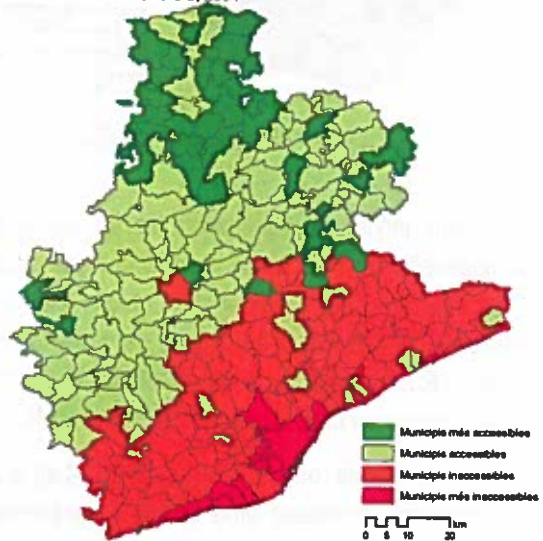 Municipis més accessibles
Municipis accessibles
Municipis inaccessibles
Municipis més inaccessibles
km
0 5 10 20